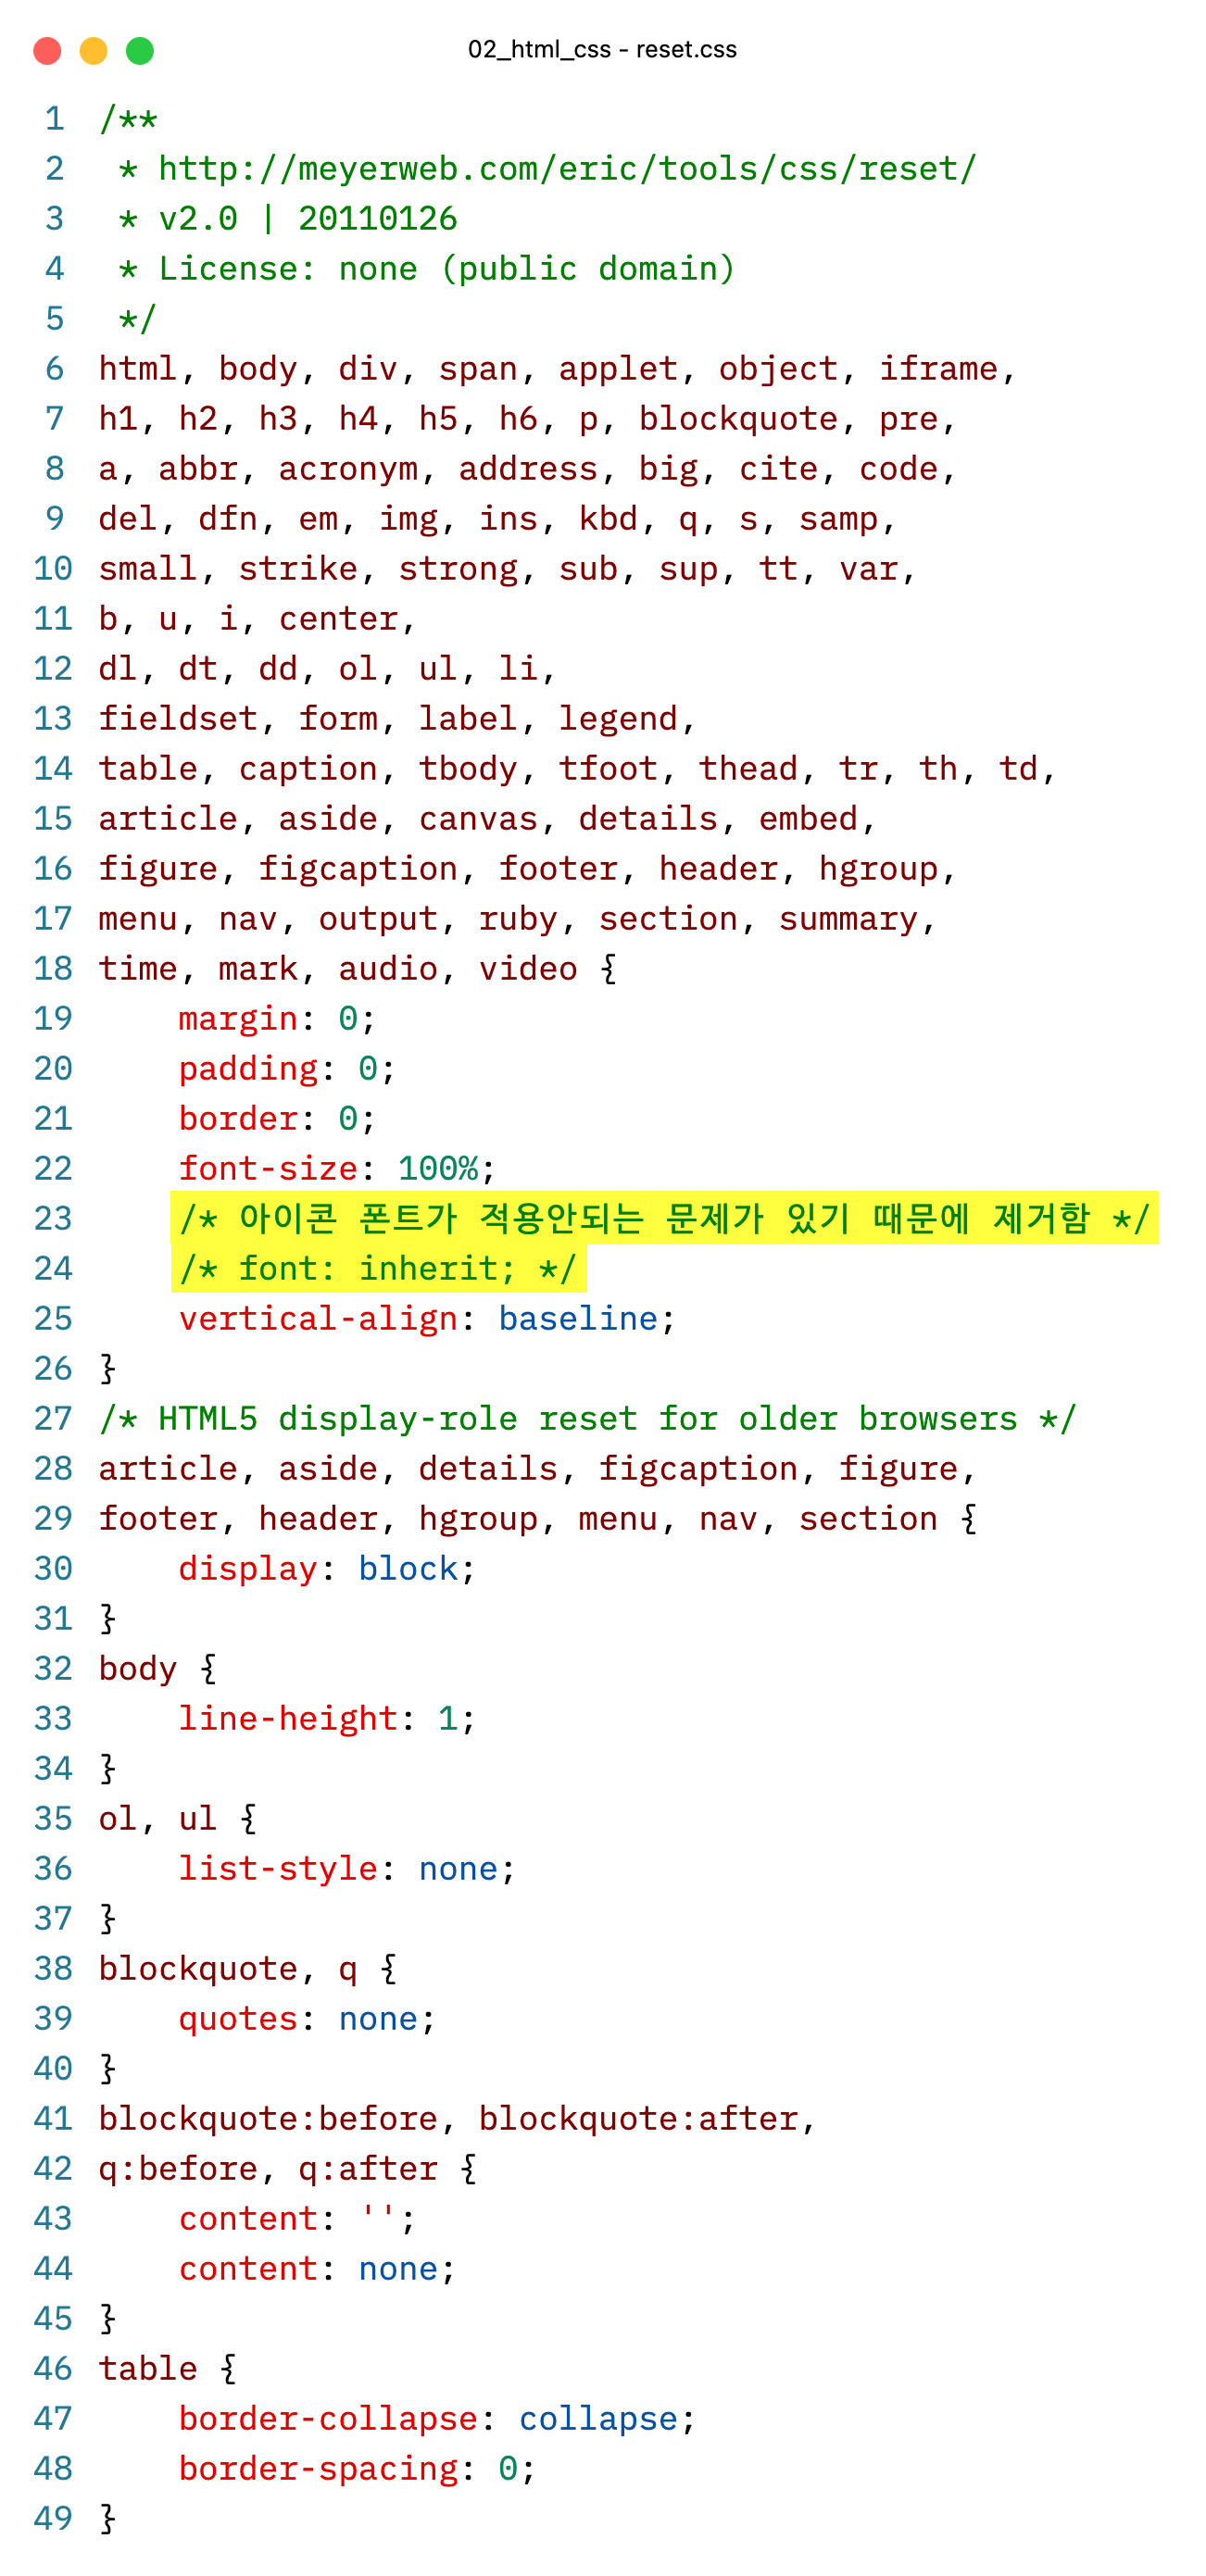 02_html_css - reset.css
1 /**
2  * http://meyerweb.com/eric/tools/css/reset/
3  * v2.0 | 20110126
4  * License: none (public domain)
5  */
6 html, body, div, span, applet, object, iframe,
7 h1, h2, h3, h4, h5, h6, p, blockquote, pre,
8 a, abbr, acronym, address, big, cite, code,
9 del, dfn, em, img, ins, kbd, q, s, samp,
10 small, strike, strong, sub, sup, tt, var,
11 b, u, i, center,
12 dl, dt, dd, ol, ul, li,
13 fieldset, form, label, legend,
14 table, caption, tbody, tfoot, thead, tr, th, td,
15 article, aside, canvas, details, embed,
16 figure, figcaption, footer, header, hgroup,
17 menu, nav, output, ruby, section, summary,
18 time, mark, audio, video {
19     margin: 0;
20     padding: 0;
21     border: 0;
22     font-size: 100%;
23     /* 아이콘 폰트가 적용안되는 문제가 있기 때문에 제거함 */
24     /* font: inherit; */
25     vertical-align: baseline;
26 }
27 /* HTML5 display-role reset for older browsers */
28 article, aside, details, figcaption, figure,
29 footer, header, hgroup, menu, nav, section {
30     display: block;
31 }
32 body {
33     line-height: 1;
34 }
35 ol, ul {
36     list-style: none;
37 }
38 blockquote, q {
39     quotes: none;
40 }
41 blockquote:before, blockquote:after,
42 q:before, q:after {
43     content: '';
44     content: none;
45 }
46 table {
47     border-collapse: collapse;
48     border-spacing: 0;
49 }